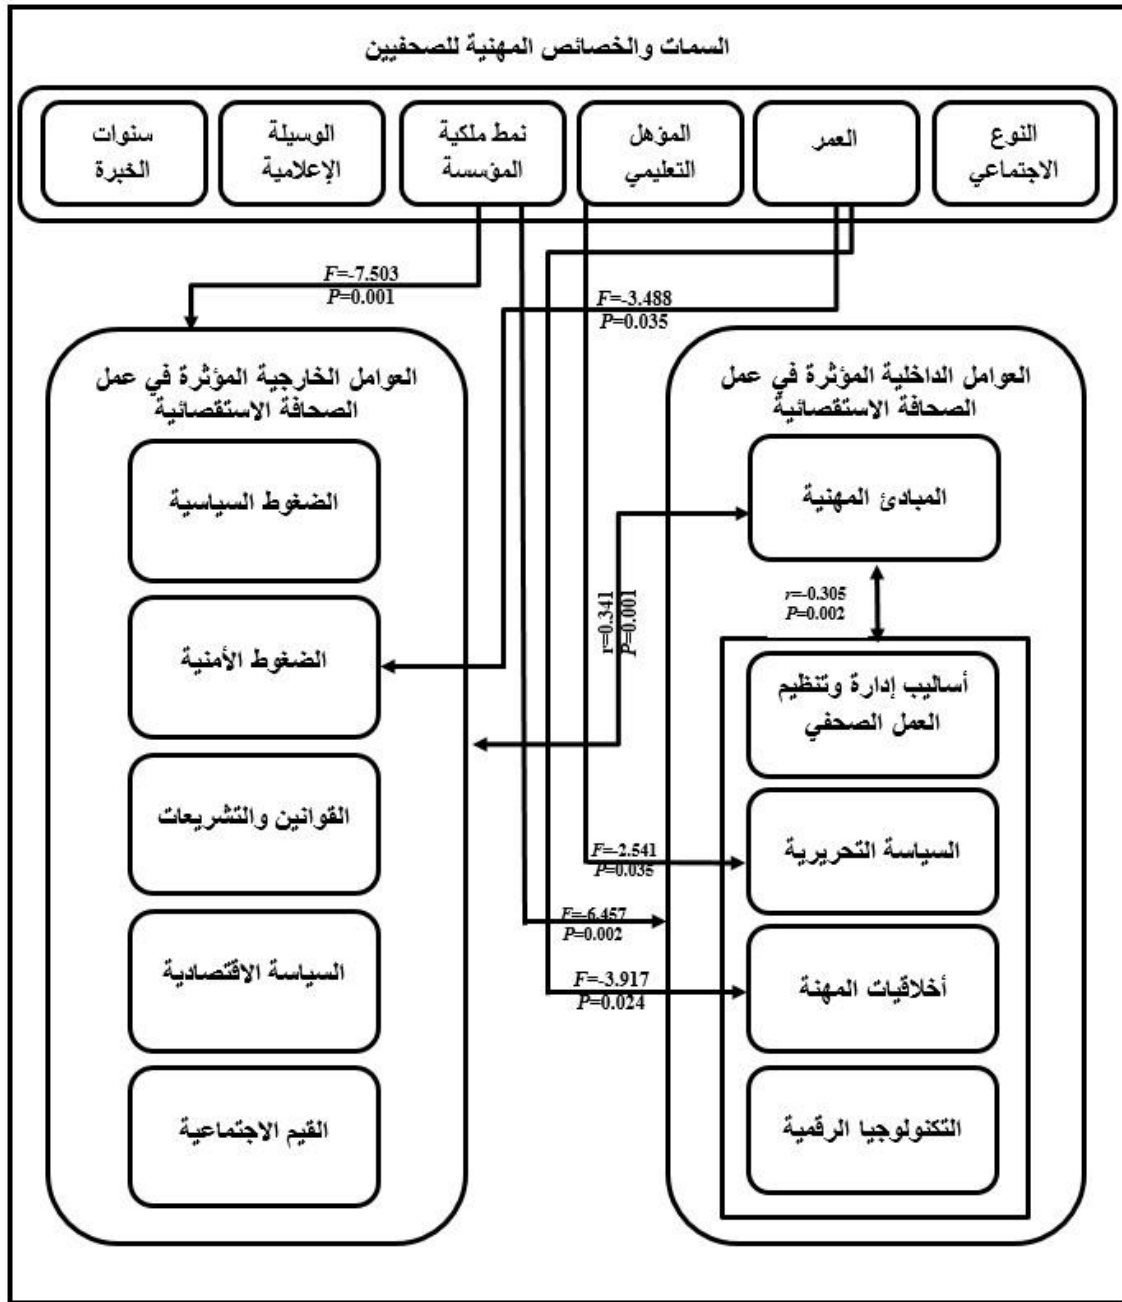 السمات والخصائص المهنية للصحفيين
النوع
الاجتماعي
العمر
المؤهل
التعليمي
نمط ملكية
المؤسسة
الوسيلة
الإعلامية
سنوات
الخبرة
F=-7.503
P=0.001
F=-3.488
P=0.035
العوامل الداخلية المؤثرة في عمل
الصحافة الاستقصائية
المبادئ المهنية
r=-0.305
P=0.002
أساليب إدارة وتنظيم
العمل الصحفي
السياسة التحريرية
أخلاقيات المهنة
التكنولوجيا الرقمية
r=0.341
P=0.001
F=-2.541
P=0.035
F=-6.457
P=0.002
F=-3.917
P=0.024
العوامل الخارجية المؤثرة في عمل
الصحافة الاستقصائية
الضغوط السياسية
الضغوط الأمنية
القوانين والتشريعات
السياسة الاقتصادية
القيم الاجتماعية